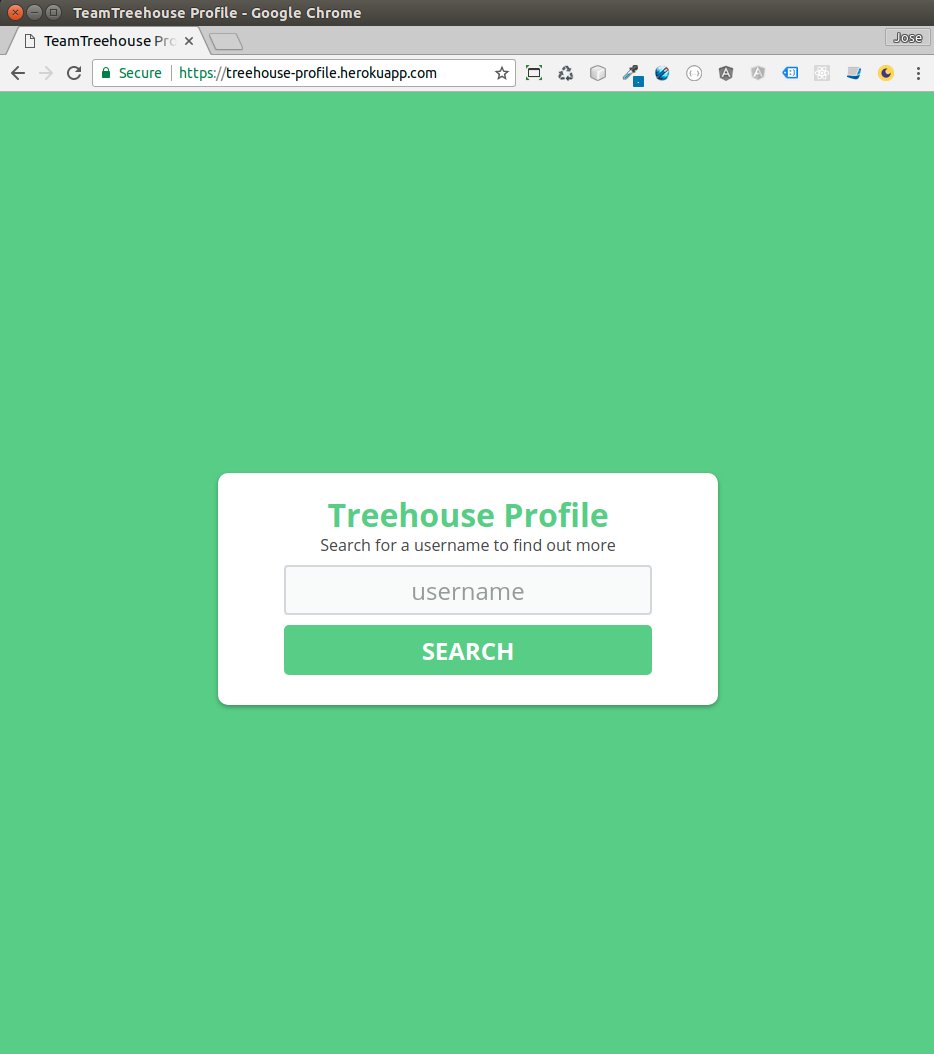 TeamTreehouse Profile - Google Chrome
TeamTreehouse Pro
Jose
Secure
https://treehouse-profile.herokuapp.com
Treehouse Profile
Search for a username to find out more
username
SEARCH